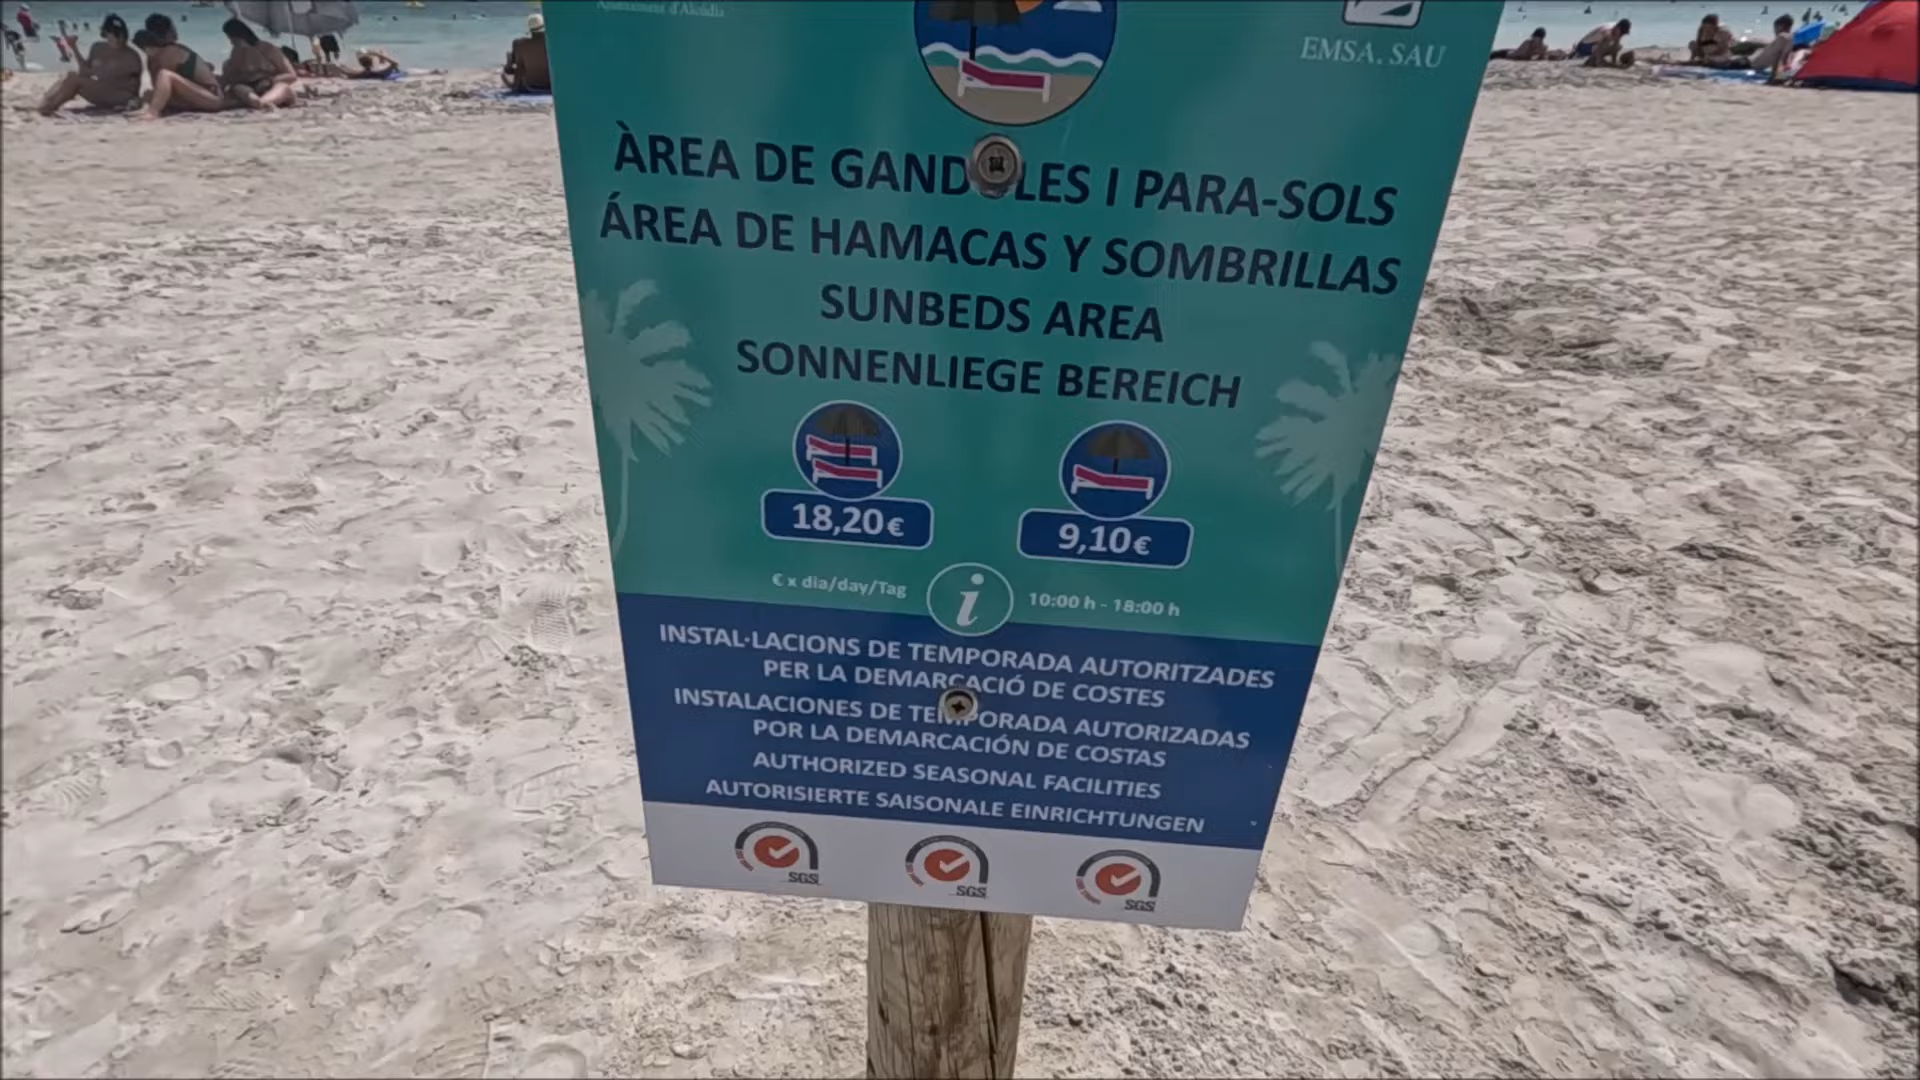 Ajuntament d'Alcúdia
EMSA. SAU
ÀREA DE GAND LES I PARA-SOLS
ÁREA DE HAMACAS Y SOMBRILLAS
SUNBEDS AREA
SONNENLIEGE BEREICH
18,20€
9,10€
€ x dia/day/Tag
i
10:00 h - 18:00 h
INSTAL·LACIONS DE TEMPORADA AUTORITZADES
PER LA DEMARCACIÓ DE COSTES
INSTALACIONES DE TEMPORADA AUTORIZADAS
POR LA DEMARCACIÓN DE COSTAS
AUTHORIZED SEASONAL FACILITIES
AUTORISIERTE SAISONALE EINRICHTUNGEN
SGS
SGS
SGS